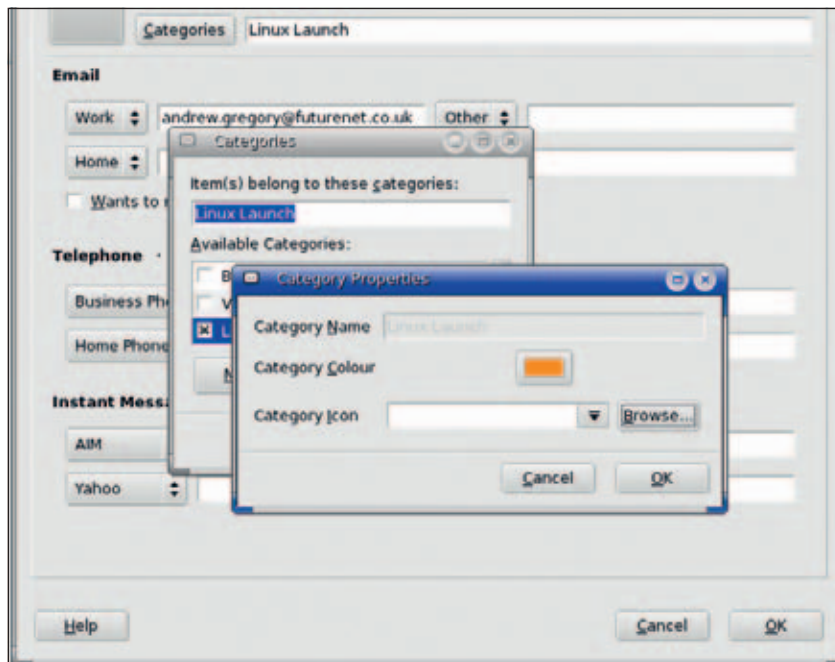 Categories Linux Launch
Email
Work andrew.gregory@futurenet.co.uk Other
Categories
Home
Item(s) belong to these categories:
Wants to
Linux Launch
Available Categories:
Telephone
B
Category Properties
Business Ph
V
Category Name Linux Launch
L
Home Phone
Category Colour
N
Instant Mess
Category Icon Browse...
AIM
Cancel OK
Yahoo
Help Cancel OK